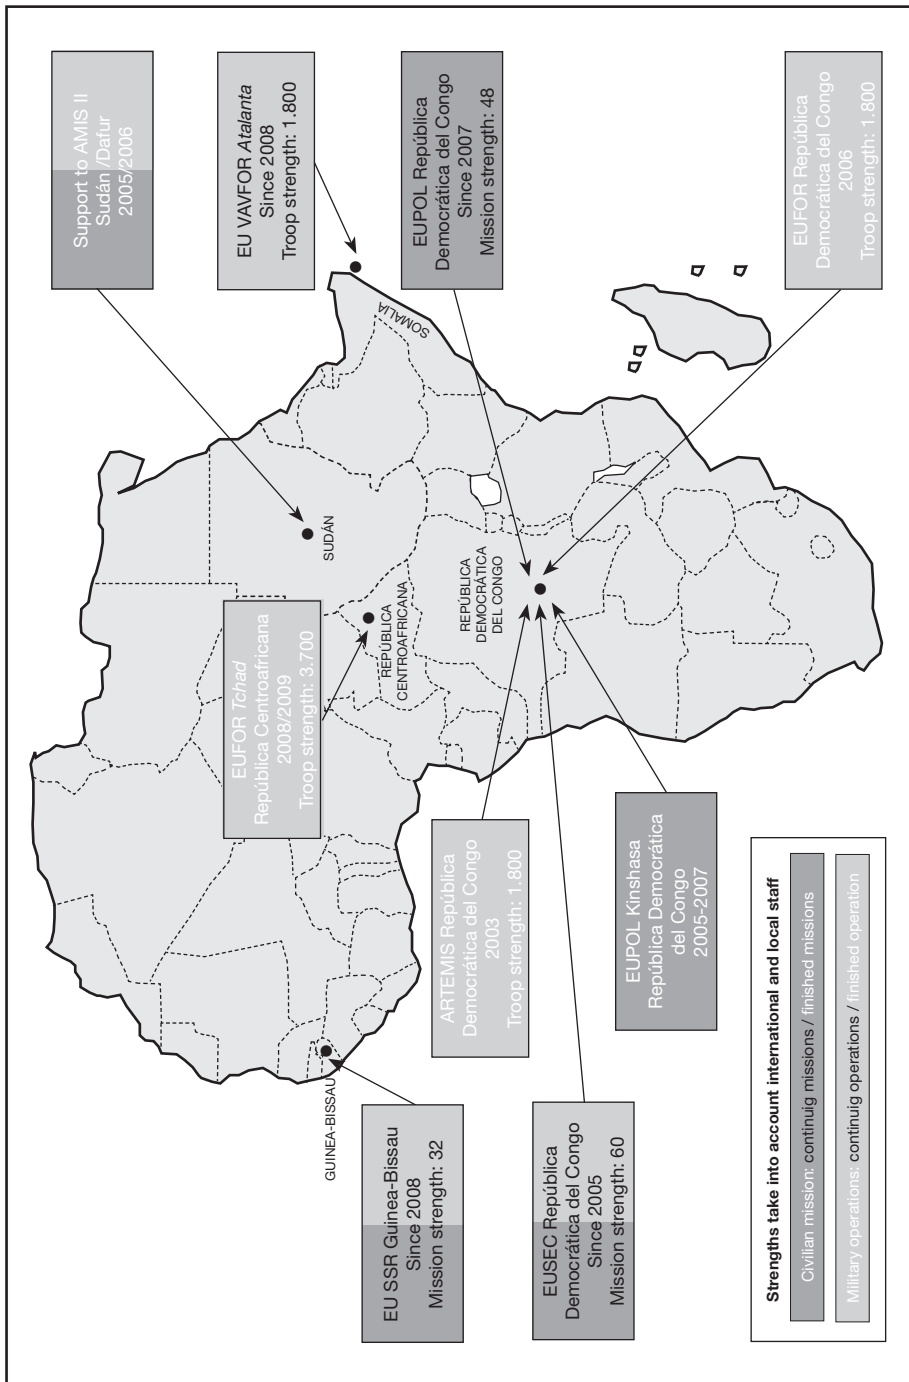 Support to AMIS II
Sudán /Dafur
2005/2006
EU VAVFOR Atalanta
Since 2008
Troop strength: 1.800
EUPOL República
Democrática del Congo
Since 2007
Mission strength: 48
EUFOR República
Democrática del Congo
2006
Troop strength: 1.800
SOMALIA
SUDÁN
EUFOR Tchad
República Centroafricana
2008/2009
Troop strength: 3.700
REPÚBLICA
CENTROAFRICANA
REPÚBLICA
DEMOCRÁTICA
DEL CONGO
ARTEMIS República
Democrática del Congo
2003
Troop strength: 1.800
EUPOL Kinshasa
República Democrática
del Congo
2005-2007
GUINEA-BISSAU
EU SSR Guinea-Bissau
Since 2008
Mission strength: 32
EUSEC República
Democrática del Congo
Since 2005
Mission strength: 60
Strengths take into account international and local staff
Civilian mission: continuig missions / finished missions
Military operations: continuig operations / finished operation